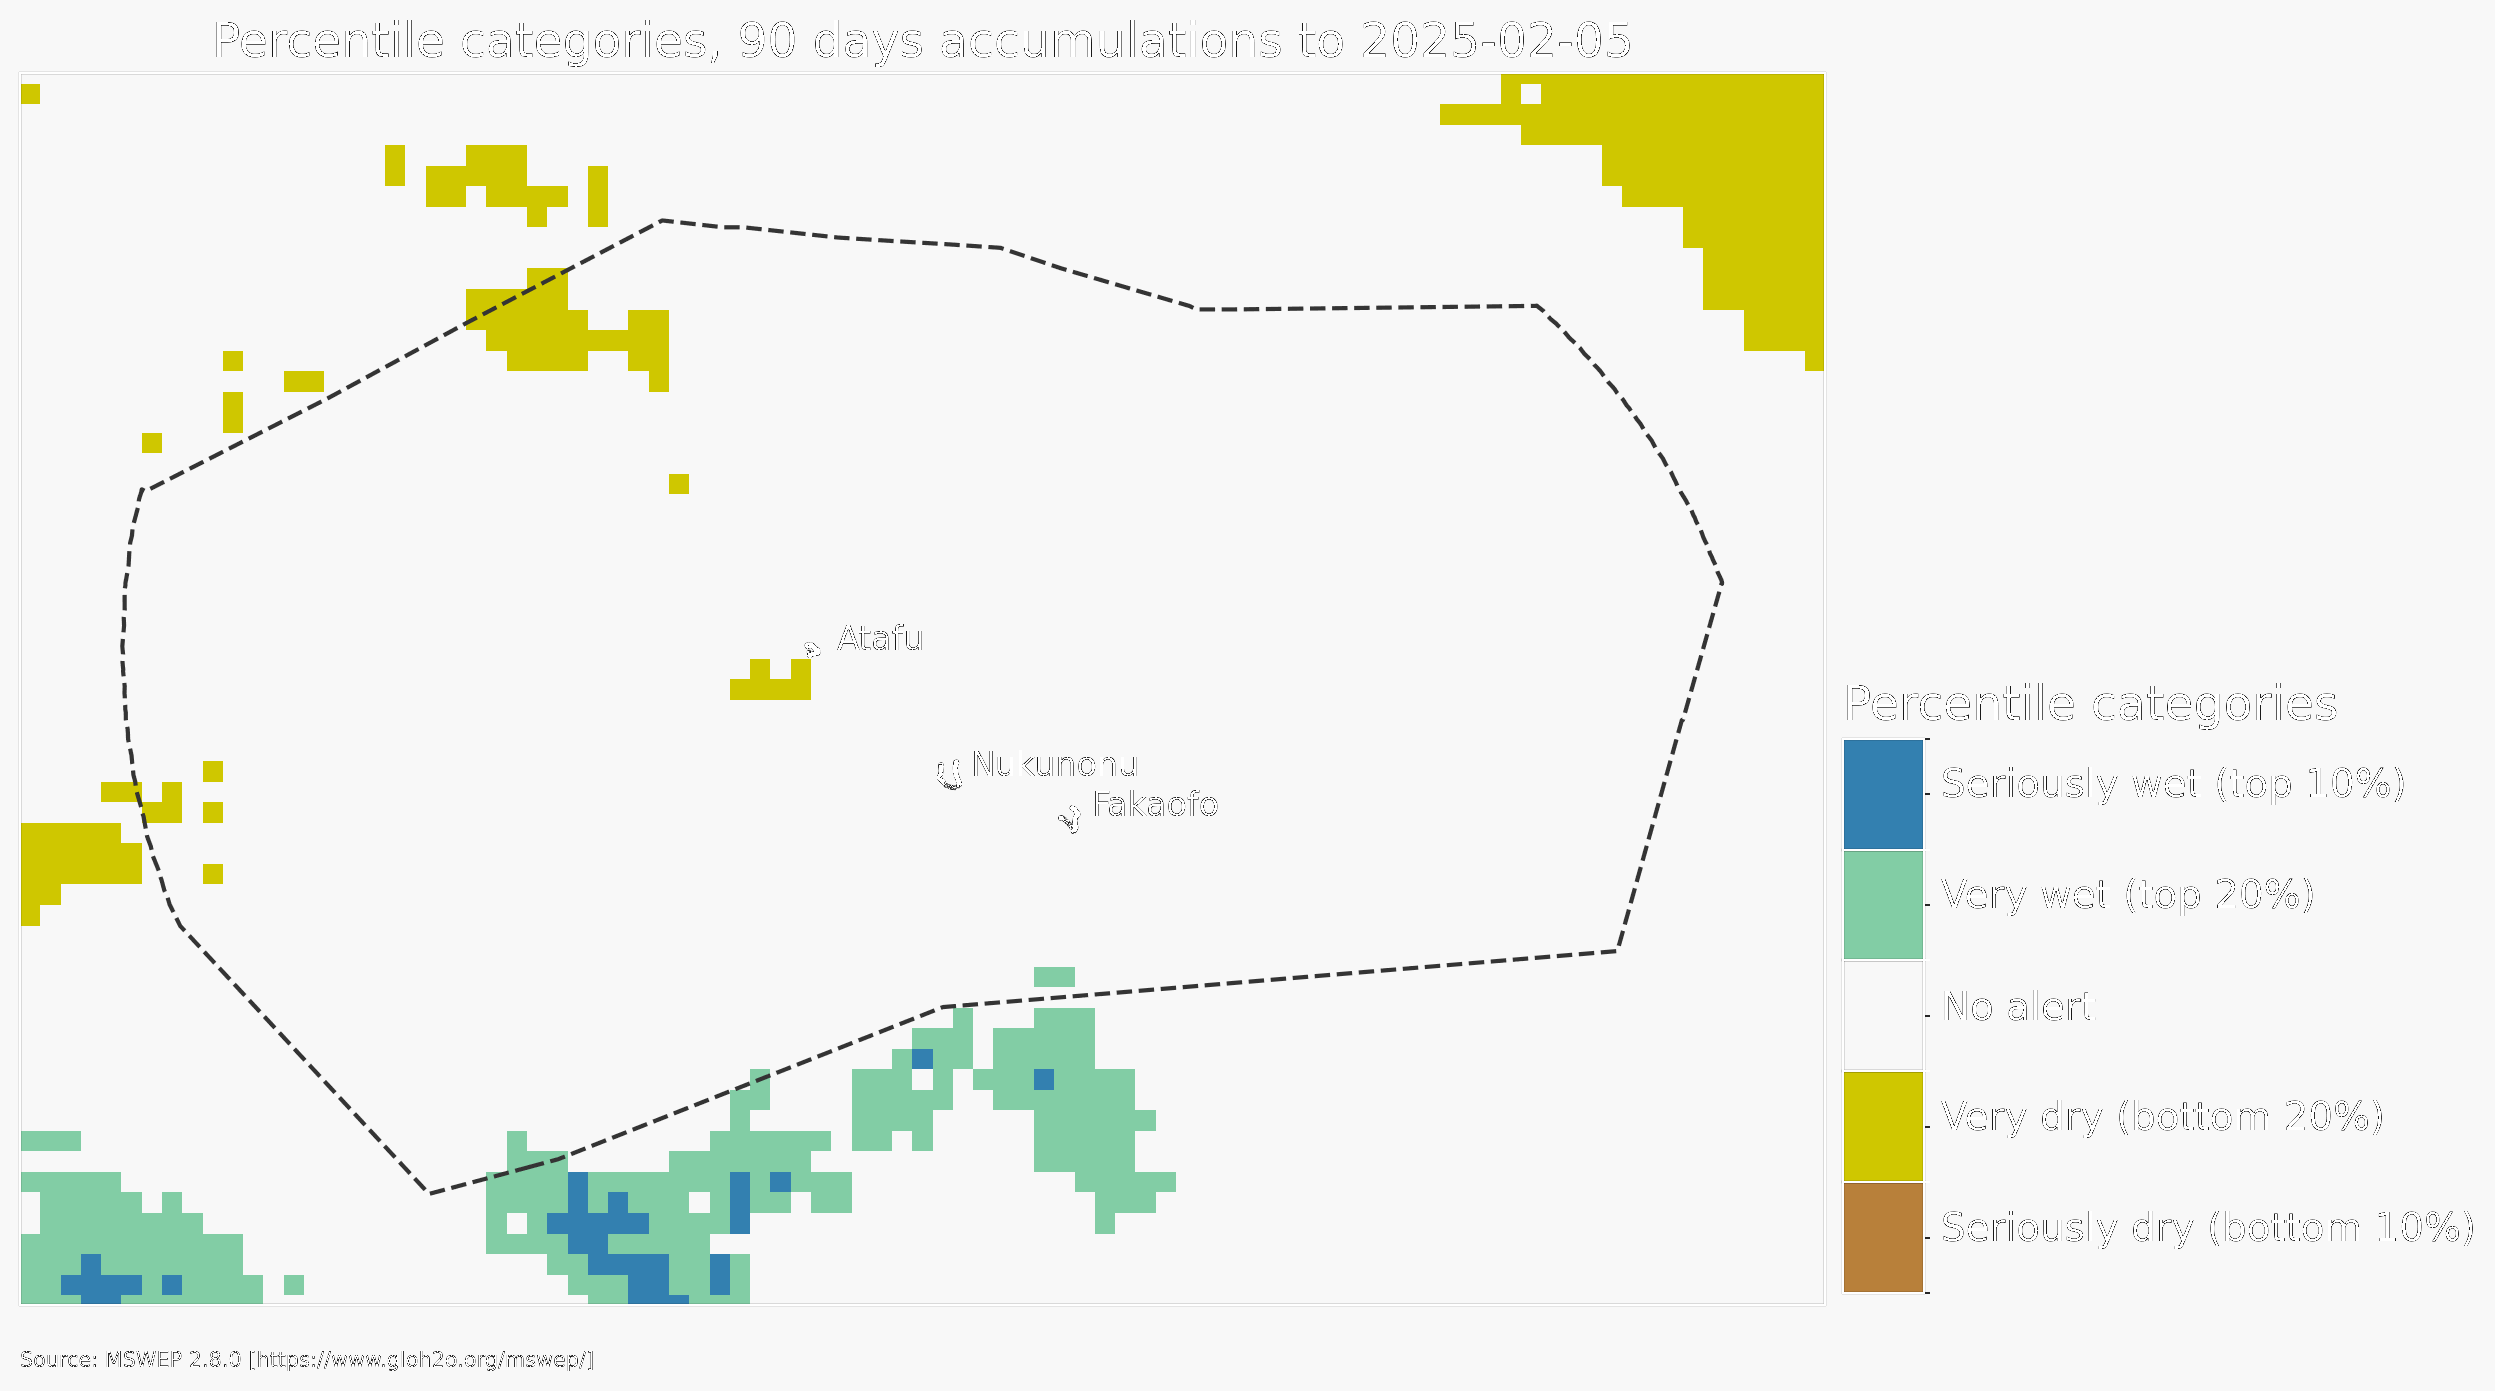 Percentile categories, 90 days accumulations to 2025-02-05
Atafu
Nukunonu
Fakaofo
Percentile categories
Seriously wet (top 10%)
Very wet (top 20%)
No alert
Very dry (bottom 20%)
Seriously dry (bottom 10%)
Source: MSWEP 2.8.0 [https://www.gloh2o.org/mswep/]